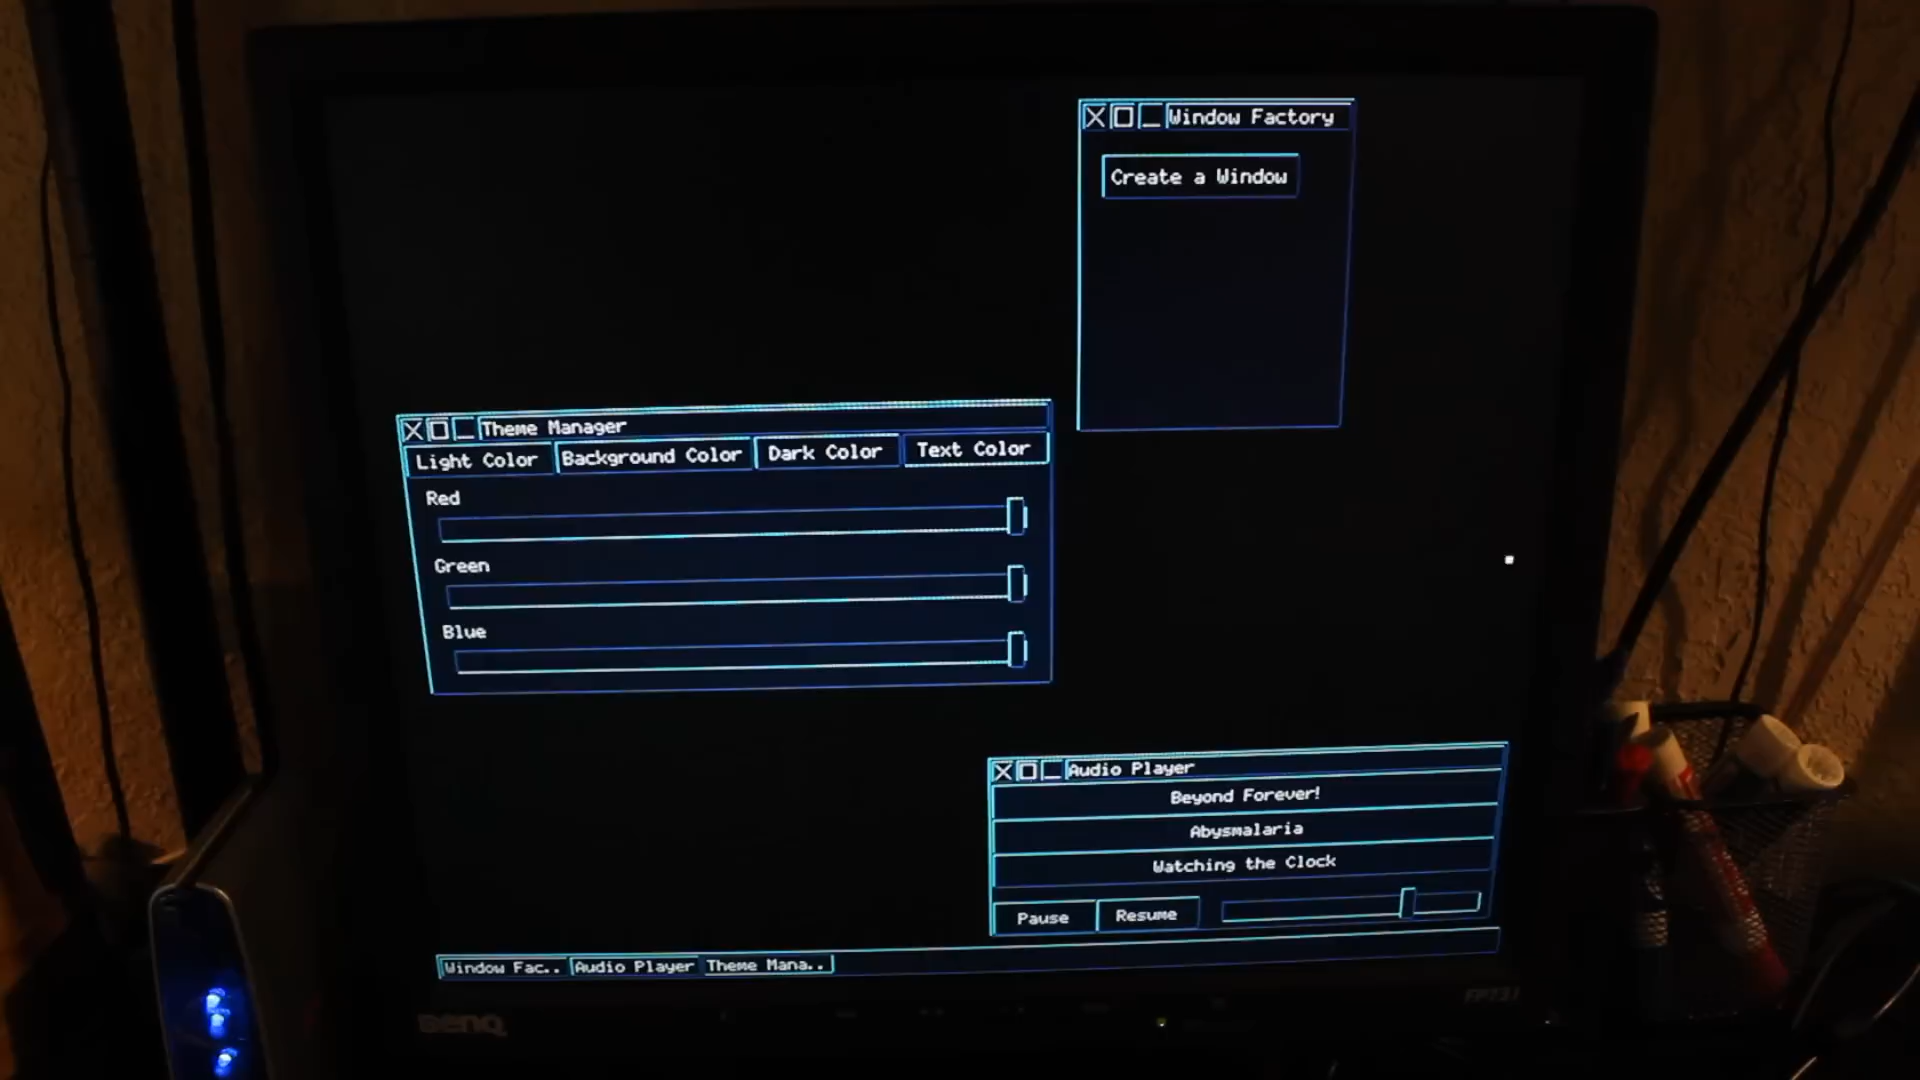 Window Factory
Create a Window
Theme Manager
Light Color Background Color Dark Color Text Color
Red
Green
Blue
Audio Player
Beyond Forever!
Abysmalaria
Watching the Clock
Pause Resume
Window Fac.. Audio Player Theme Mana..
BenQ